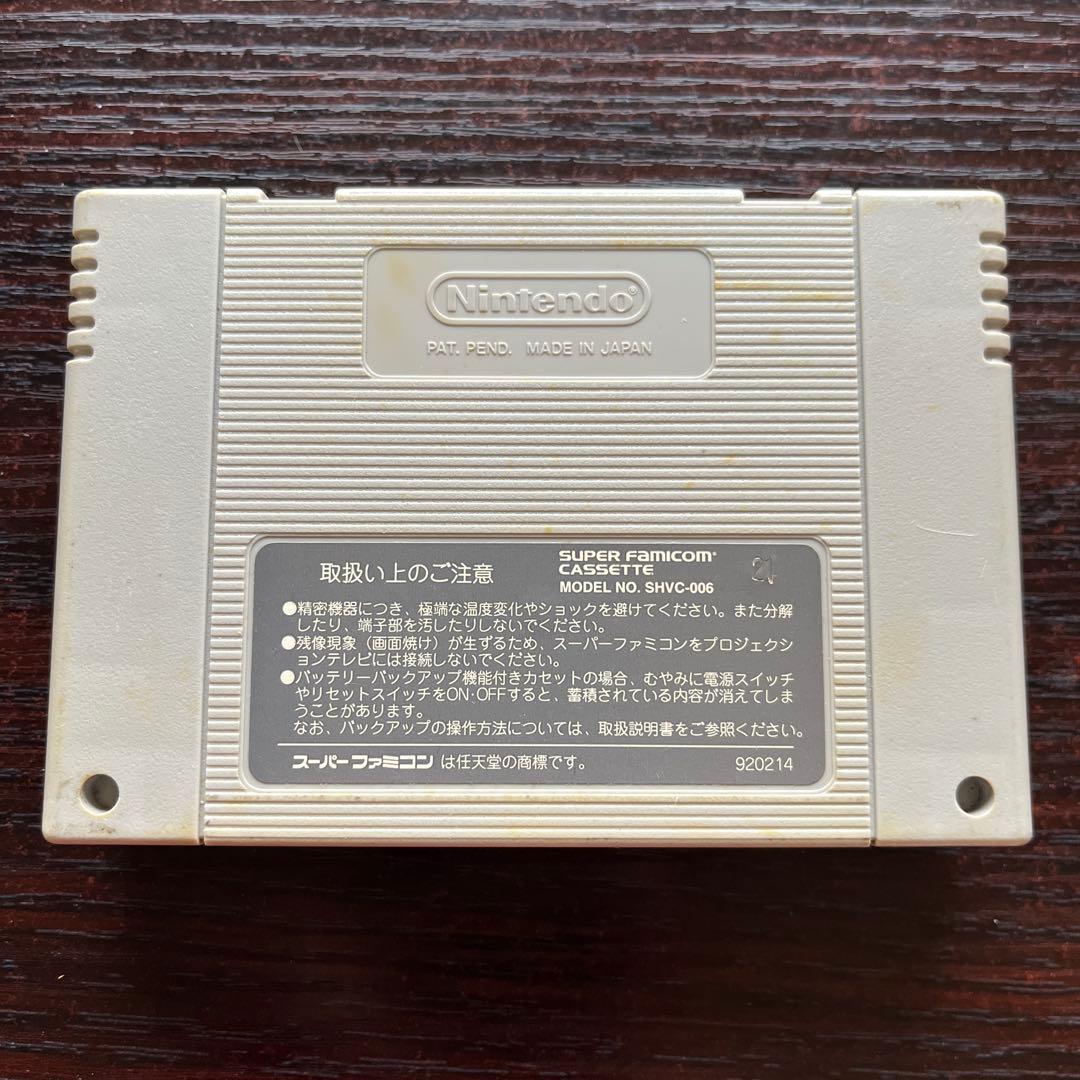 Nintendo®
PAT. PEND. MADE IN JAPAN
取扱い上のご注意
SUPER FAMICOM®
CASSETTE
MODEL NO. SHVC-006
21
●精密機器につき、極端な温度変化やショックを避けてください。また分解
したり、端子部を汚したりしないでください。
●残像現象（画面焼け）が生ずるため、スーパーファミコンをプロジェクシ
ョンテレビには接続しないでください。
●バッテリーバックアップ機能付きカセットの場合、むやみに電源スイッチ
やリセットスイッチをON·OFFすると、蓄積されている内容が消えてしま
うことがあります。
なお、バックアップの操作方法については、取扱説明書をご参照ください。
スーパーファミコン は任天堂の商標です。
920214